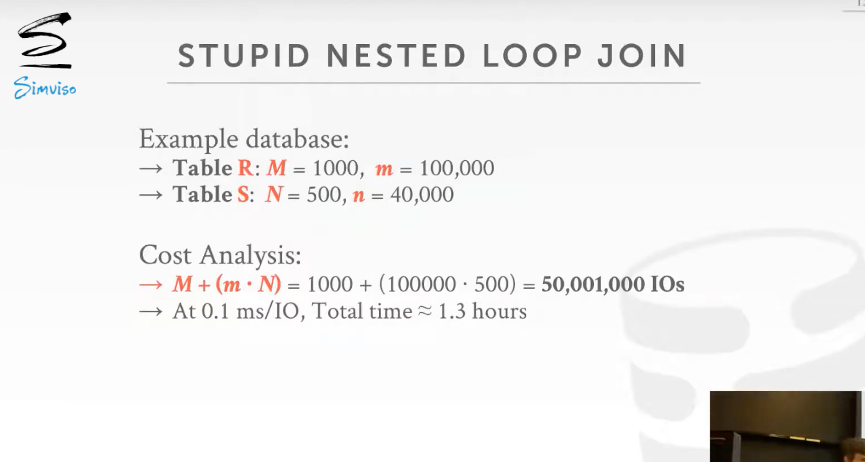 Simviso
STUPID NESTED LOOP JOIN
Example database:
→ Table R: M = 1000, m = 100,000
→ Table S: N = 500, n = 40,000
Cost Analysis:
→ M + (m · N) = 1000 + (100000 · 500) = 50,001,000 IOs
→ At 0.1 ms/IO, Total time ≈ 1.3 hours